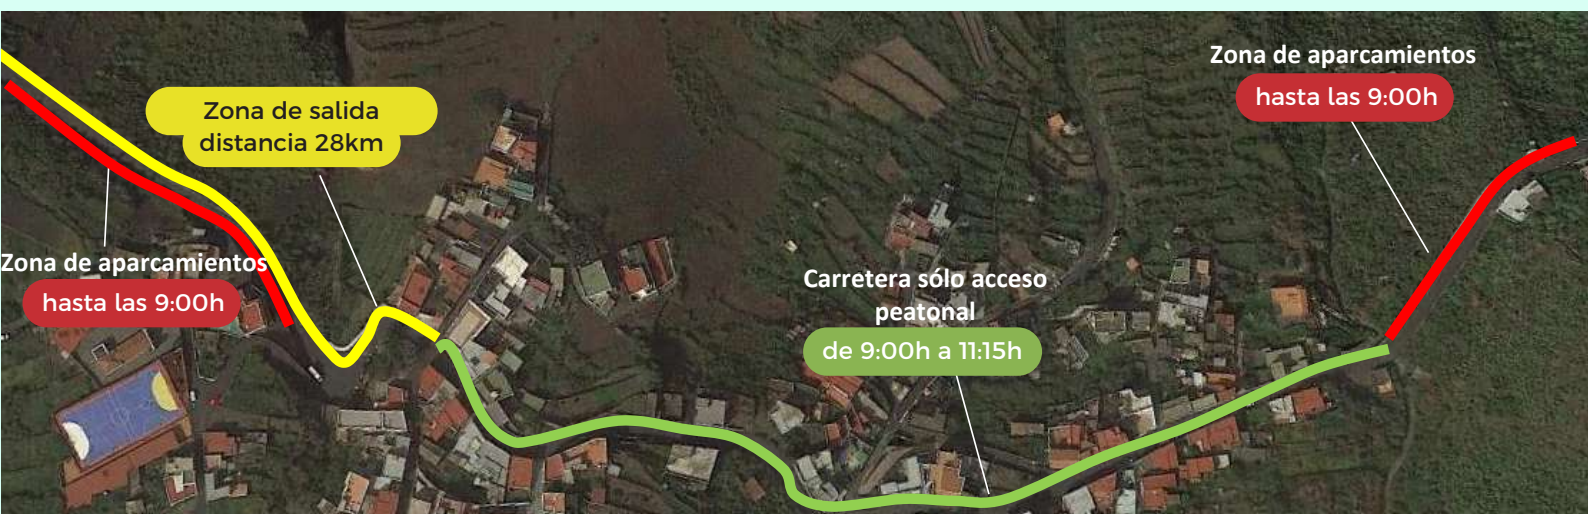 Zona de aparcamientos
hasta las 9:00h
Zona de salida
distancia 28km
Zona de aparcamientos
hasta las 9:00h
Carretera sólo acceso
peatonal
de 9:00h a 11:15h